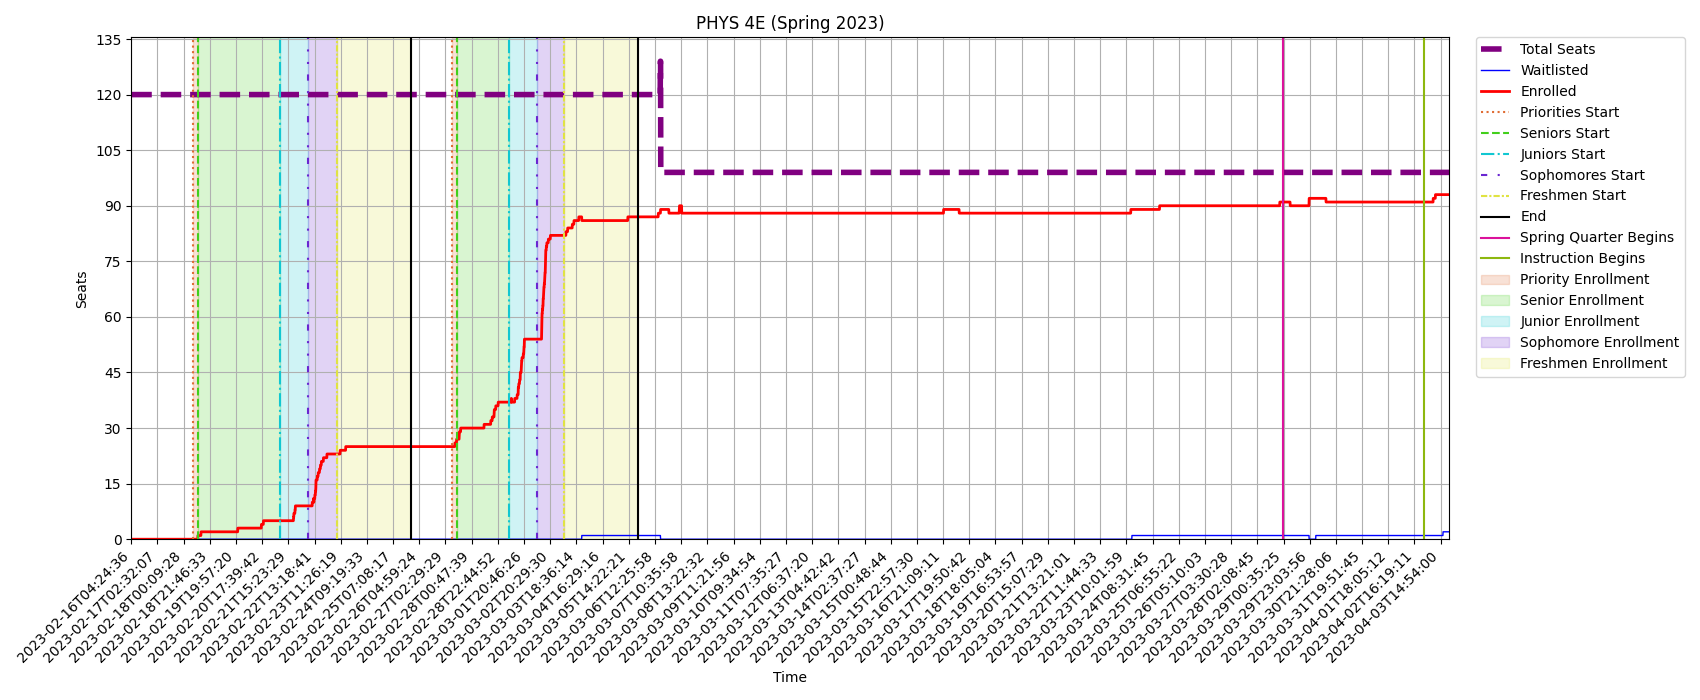 PHYS 4E (Spring 2023)
135
120
105
90
75
60
45
30
15
0
Seats
2023-02-16T04:24:36
2023-02-17T02:32:07
2023-02-18T00:09:28
2023-02-18T21:46:33
2023-02-19T19:57:20
2023-02-20T17:39:42
2023-02-21T15:23:29
2023-02-22T13:18:41
2023-02-23T11:26:19
2023-02-24T09:19:33
2023-02-25T07:08:17
2023-02-26T04:59:24
2023-02-27T02:29:29
2023-02-28T00:47:39
2023-02-28T22:44:52
2023-03-01T20:46:26
2023-03-02T20:29:30
2023-03-03T18:36:14
2023-03-04T16:29:16
2023-03-05T14:22:21
2023-03-06T12:25:58
2023-03-07T10:35:58
2023-03-08T13:22:32
2023-03-09T11:21:56
2023-03-10T09:34:54
2023-03-11T07:35:27
2023-03-12T06:37:20
2023-03-13T04:42:42
2023-03-14T02:37:27
2023-03-15T00:48:44
2023-03-15T22:57:30
2023-03-16T21:09:11
2023-03-17T19:50:42
2023-03-18T18:05:04
2023-03-19T16:53:57
2023-03-20T15:07:29
2023-03-21T13:21:01
2023-03-22T11:44:33
2023-03-23T10:01:59
2023-03-24T08:31:45
2023-03-25T06:55:22
2023-03-26T05:10:03
2023-03-27T03:30:28
2023-03-28T02:08:45
2023-03-29T00:35:25
2023-03-29T23:03:56
2023-03-30T21:28:06
2023-03-31T19:51:45
2023-04-01T18:05:12
2023-04-02T16:19:11
2023-04-03T14:54:00
Time
Total Seats
Waitlisted
Enrolled
Priorities Start
Seniors Start
Juniors Start
Sophomores Start
Freshmen Start
End
Spring Quarter Begins
Instruction Begins
Priority Enrollment
Senior Enrollment
Junior Enrollment
Sophomore Enrollment
Freshmen Enrollment